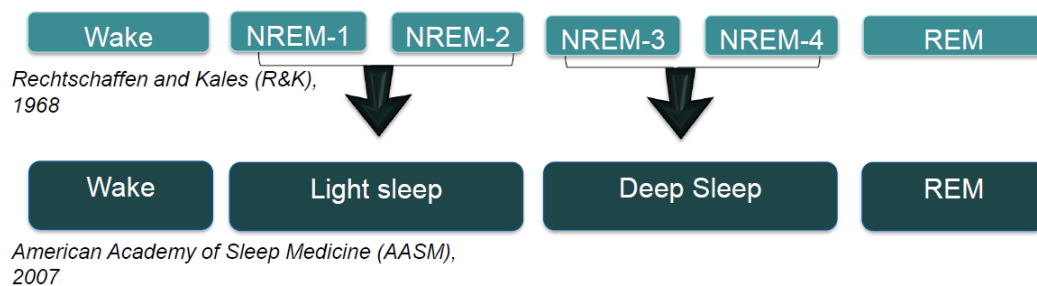 Wake NREM-1 NREM-2 NREM-3 NREM-4 REM
Rechtschaffen and Kales (R&K),
1968
Wake Light sleep Deep Sleep REM
American Academy of Sleep Medicine (AASM),
2007